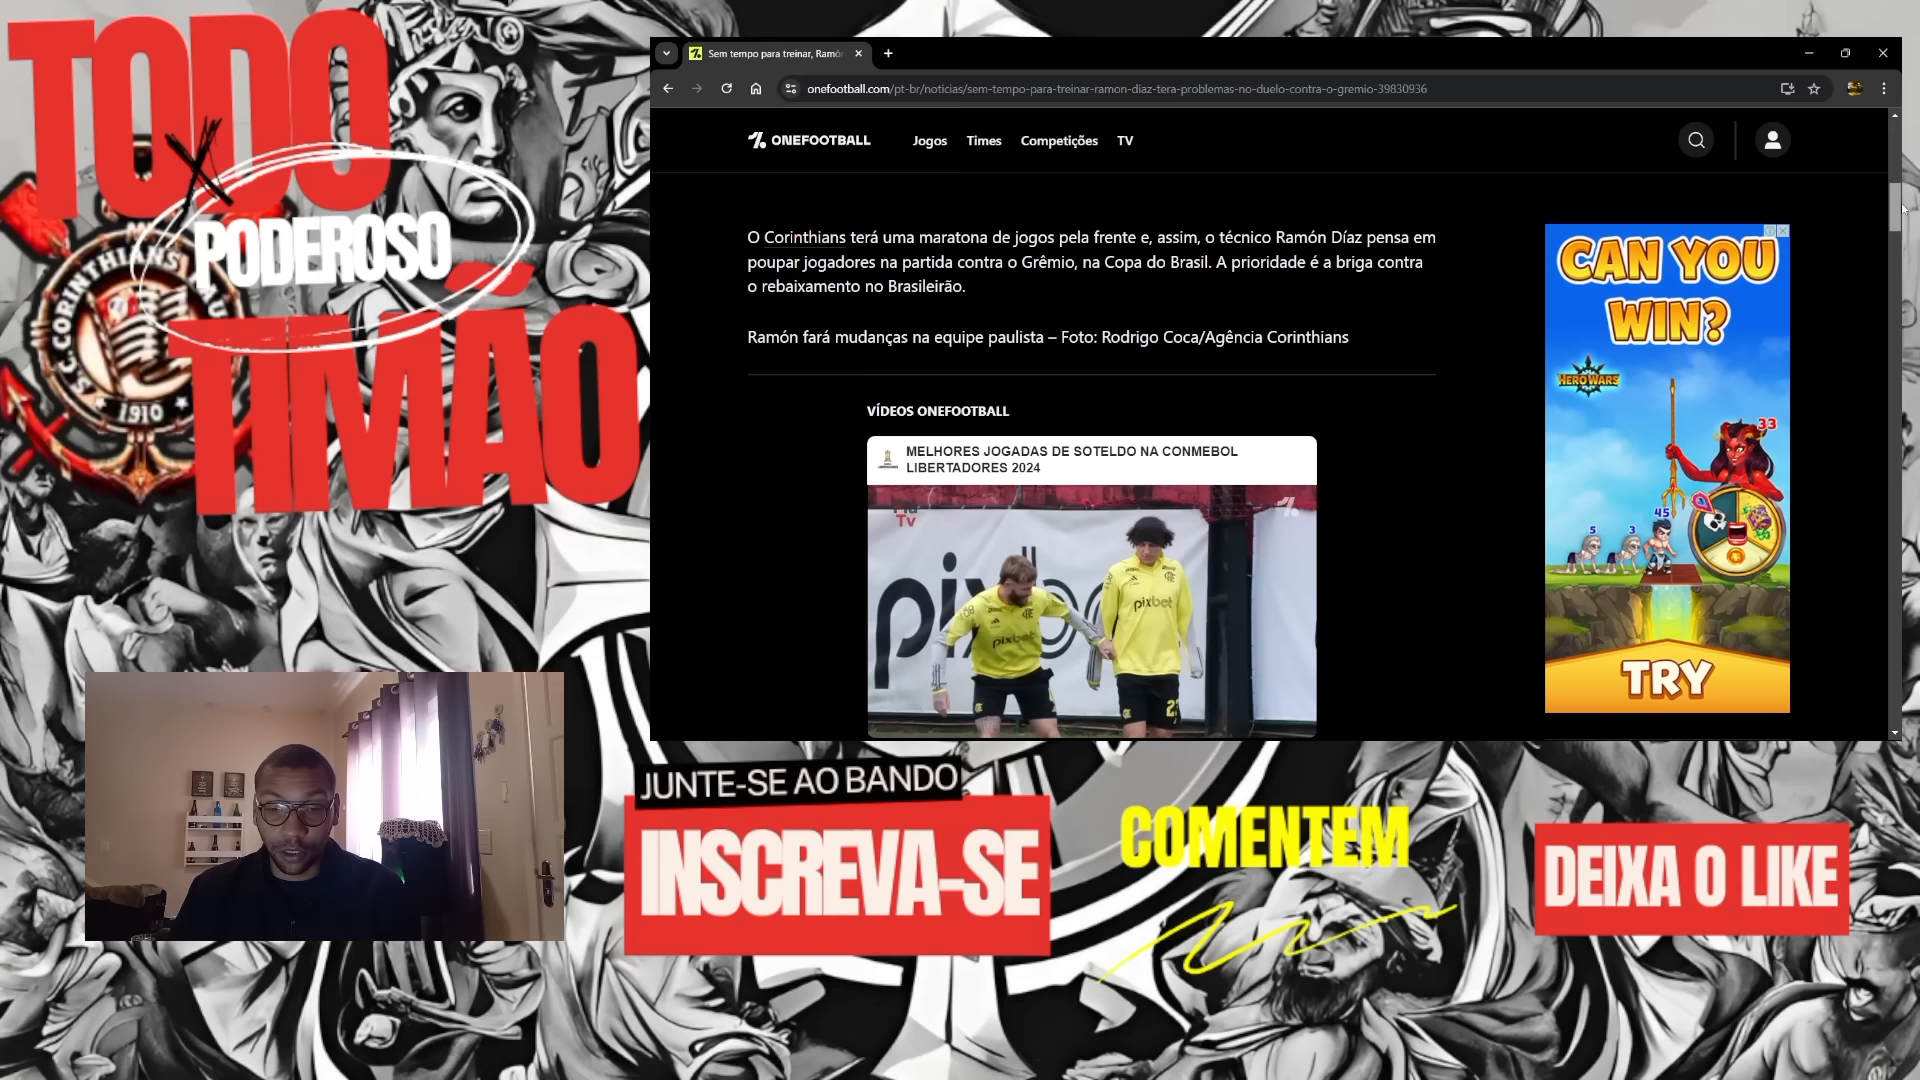 TODO
PODEROSO
TIMÃO
S.C. CORINTHIANS PAU
1910
Sem tempo para treinar, Ramó
onefootball.com/pt-br/noticias/sem-tempo-para-treinar-ramon-diaz-tera-problemas-no-duelo-contra-o-gremio-39830936
ONEFOOTBALL
Jogos
Times
Competições
TV
O Corinthians terá uma maratona de jogos pela frente e, assim, o técnico Ramón Díaz pensa em
poupar jogadores na partida contra o Grêmio, na Copa do Brasil. A prioridade é a briga contra
o rebaixamento no Brasileirão.
Ramón fará mudanças na equipe paulista – Foto: Rodrigo Coca/Agência Corinthians
VÍDEOS ONEFOOTBALL
MELHORES JOGADAS DE SOTELDO NA CONMEBOL
LIBERTADORES 2024
Tv
pixbet
pixbet
CAN YOU
WIN?
HERO WARS
33
45
5
3
TRY
JUNTE-SE AO BANDO
INSCREVA-SE
COMENTEM
DEIXA O LIKE